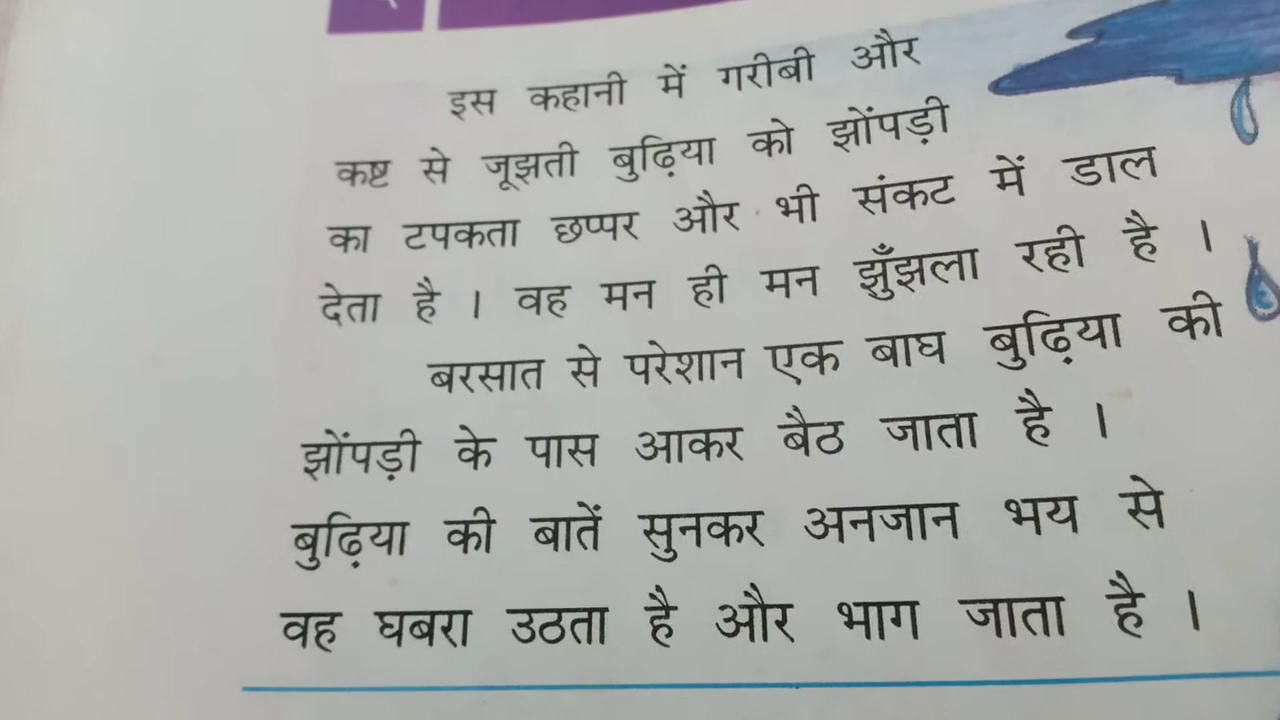 इस कहानी में गरीबी और
कष्ट से जूझती बुढ़िया को झोंपड़ी
का टपकता छप्पर और भी संकट में डाल
देता है । वह मन ही मन झुँझला रही है ।
बरसात से परेशान एक बाघ बुढ़िया की
झोंपड़ी के पास आकर बैठ जाता है ।
बुढ़िया की बातें सुनकर अनजान भय से
वह घबरा उठता है और भाग जाता है ।